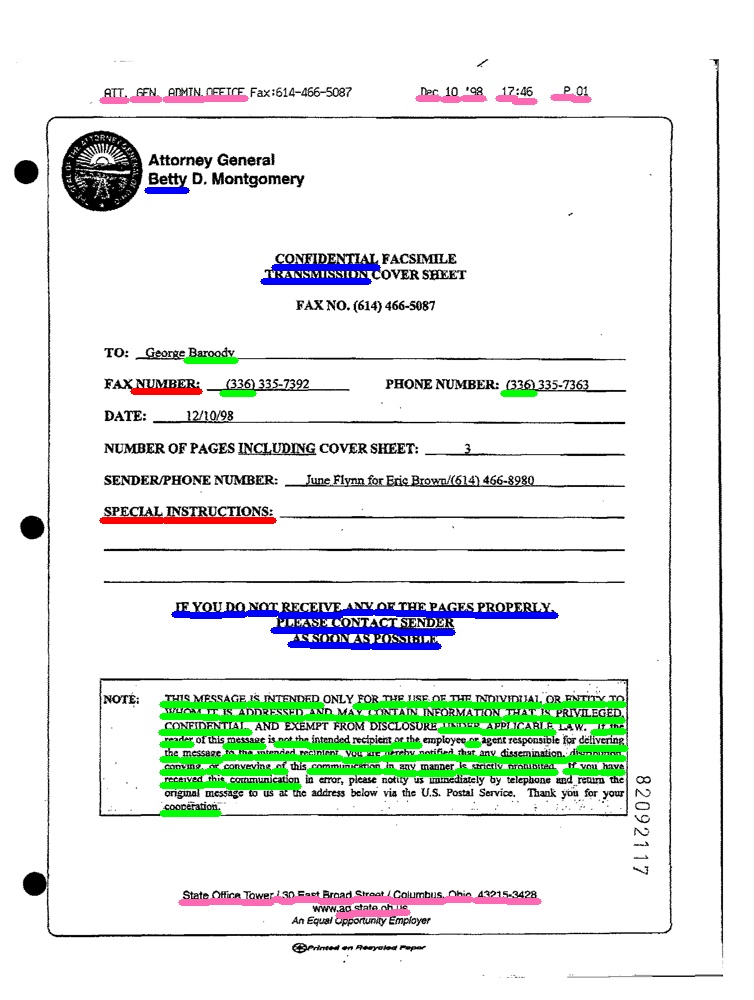 ATT. GEN. ADMIN.OFFICE Fax:614-466-5087 Dec 10 '98 17:46 P.01
Attorney General
Betty D. Montgomery
CONFIDENTIAL FACSIMILE
TRANSMISSION COVER SHEET
FAX NO. (614) 466-5087
TO: George Baroody
FAX NUMBER: (336) 335-7392 PHONE NUMBER: (336) 335-7363
DATE: 12/10/98
NUMBER OF PAGES INCLUDING COVER SHEET: 3
SENDER/PHONE NUMBER: June Flynn for Eric Brown/(614) 466-8980
SPECIAL INSTRUCTIONS:
IF YOU DO NOT RECEIVE ANY OF THE PAGES PROPERLY,
PLEASE CONTACT SENDER
AS SOON AS POSSIBLE
NOTE: THIS MESSAGE IS INTENDED ONLY FOR THE USE OF THE INDIVIDUAL OR ENTITY TO
WHOM IT IS ADDRESSED AND MAY CONTAIN INFORMATION THAT IS PRIVILEGED,
CONFIDENTIAL, AND EXEMPT FROM DISCLOSURE UNDER APPLICABLE LAW. If the
reader of this message is not the intended recipient or the employee or agent responsible for delivering
the message to the intended recipient, you are hereby notified that any dissemination, distribution,
copying, or conveying of this communication in any manner is strictly prohibited. If you have
received this communication in error, please notify us immediately by telephone and return the
original message to us at the address below via the U.S. Postal Service. Thank you for your
cooperation.
82092117
State Office Tower / 30 East Broad Street / Columbus, Ohio 43215-3428
www.ag.state.oh.us
An Equal Opportunity Employer
Printed on Recycled Paper